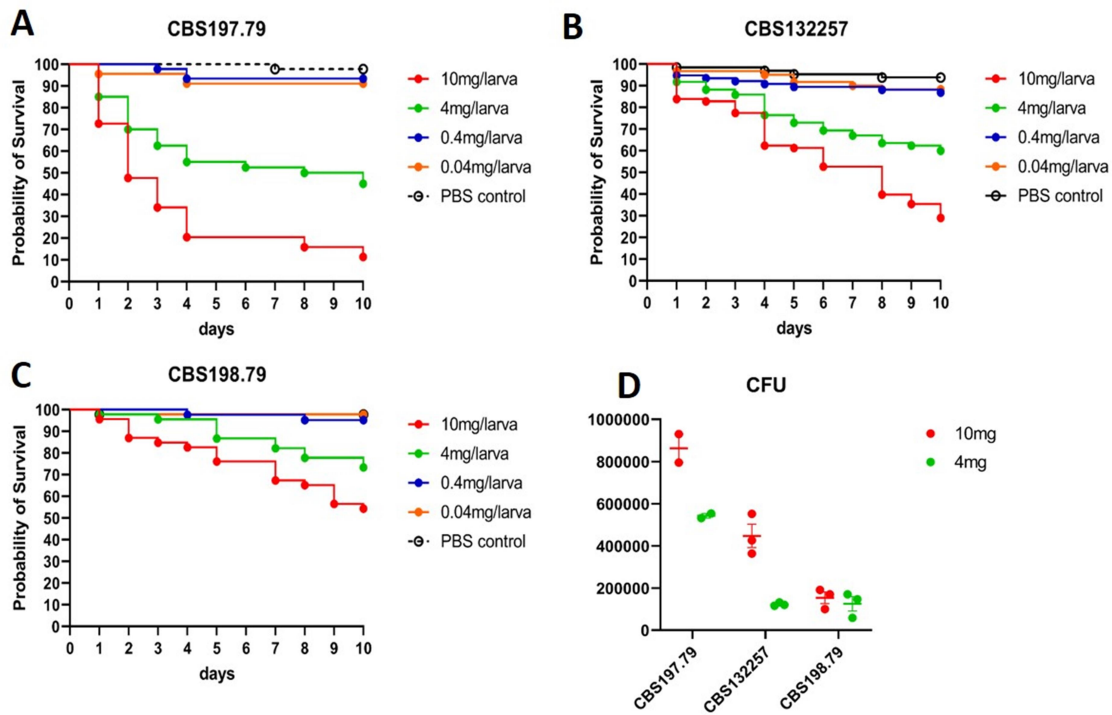 A
CBS197.79
Probability of Survival
100
90
80
70
60
50
40
30
20
10
0
0 1 2 3 4 5 6 7 8 9 10
days
10mg/larva
4mg/larva
0.4mg/larva
0.04mg/larva
PBS control
B
CBS132257
Probability of Survival
100
90
80
70
60
50
40
30
20
10
0
0 1 2 3 4 5 6 7 8 9 10
days
10mg/larva
4mg/larva
0.4mg/larva
0.04mg/larva
PBS control
C
CBS198.79
Probability of Survival
100
90
80
70
60
50
40
30
20
10
0
0 1 2 3 4 5 6 7 8 9 10
days
10mg/larva
4mg/larva
0.4mg/larva
0.04mg/larva
PBS control
D
CFU
1000000
800000
600000
400000
200000
0
CBS197.79
CBS132257
CBS198.79
10mg
4mg